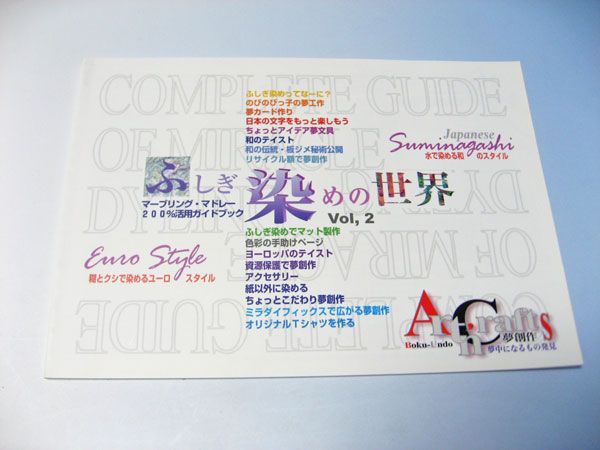 COMPLETE GUIDE
OF MIRACLE
DYEING
ふしぎ染めってなーに?
のびのびっ子の夢工作
夢カード作り
日本の文字をもっと楽しもう
ちょっとアイデア夢文具
和のテイスト
和の伝統・板ジメ秘術公開
リサイクル額で夢創作
Japanese
Suminagashi
水で染める和 のスタイル
ふしぎ染めの世界
マーブリング・マドレー
200%活用ガイドブック
Vol, 2
ふしぎ染めでマット製作
色彩の手助けページ
ヨーロッパのテイスト
資源保護で夢創作
アクセサリー
紙以外に染める
ちょっとこだわり夢創作
ミラダイフィックスで広がる夢創作
オリジナルTシャツを作る
Euro Style
糊とクシで染めるユーロ スタイル
Art in Crafts
Boku-Undo
夢創作
夢中になるもの発見
DYEING
OF MIRACLE
COMPLETE GUIDE